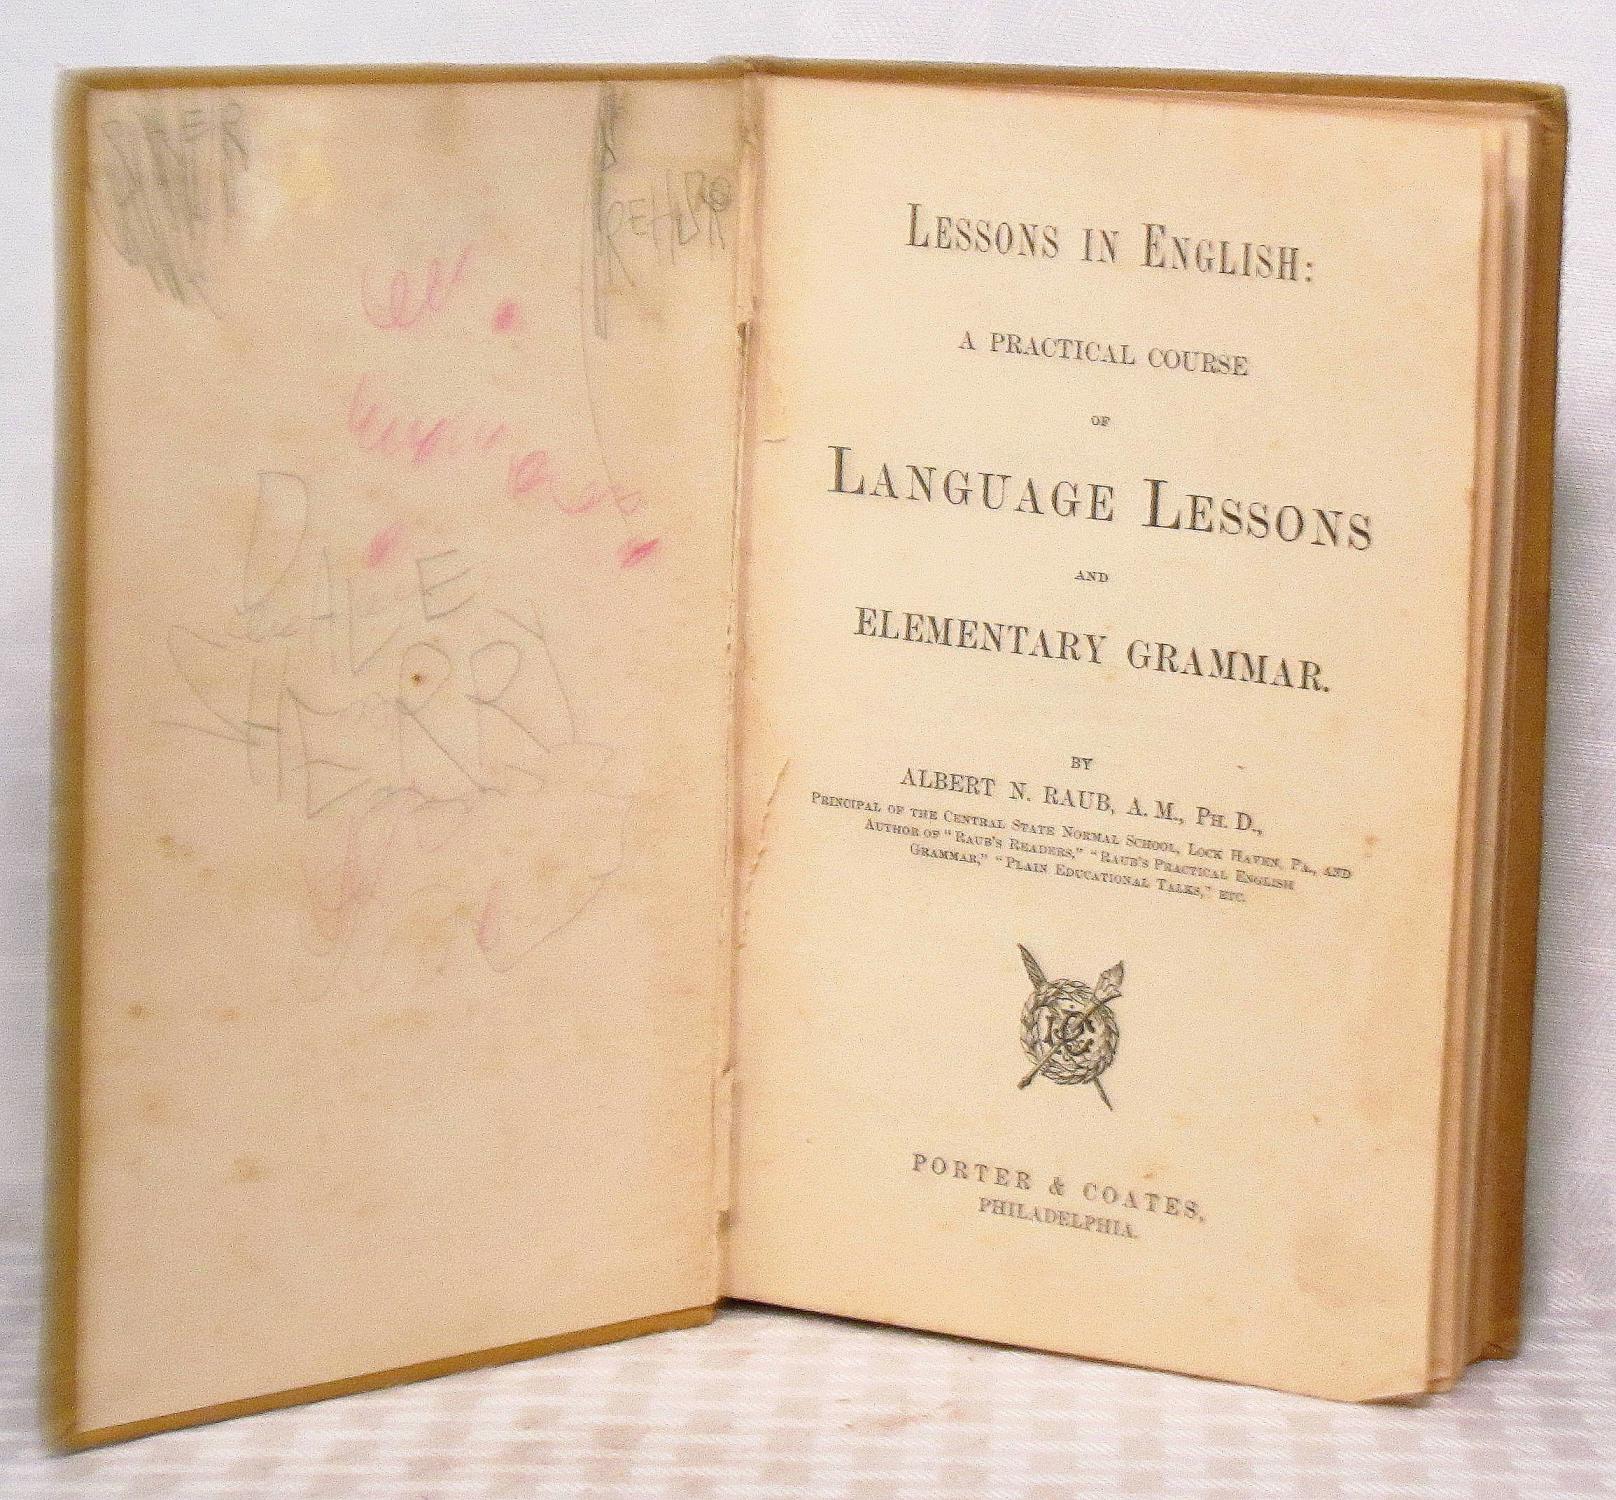 LESSONS IN ENGLISH:
A PRACTICAL COURSE
OF
LANGUAGE LESSONS
AND
ELEMENTARY GRAMMAR.
BY
ALBERT N. RAUB, A. M., PH. D.,
PRINCIPAL OF THE CENTRAL STATE NORMAL SCHOOL, LOCK HAVEN, PA., AND
AUTHOR OF "RAUB'S READERS," "RAUB'S PRACTICAL ENGLISH
GRAMMAR," "PLAIN EDUCATIONAL TALKS," ETC.
PORTER & COATES,
PHILADELPHIA.